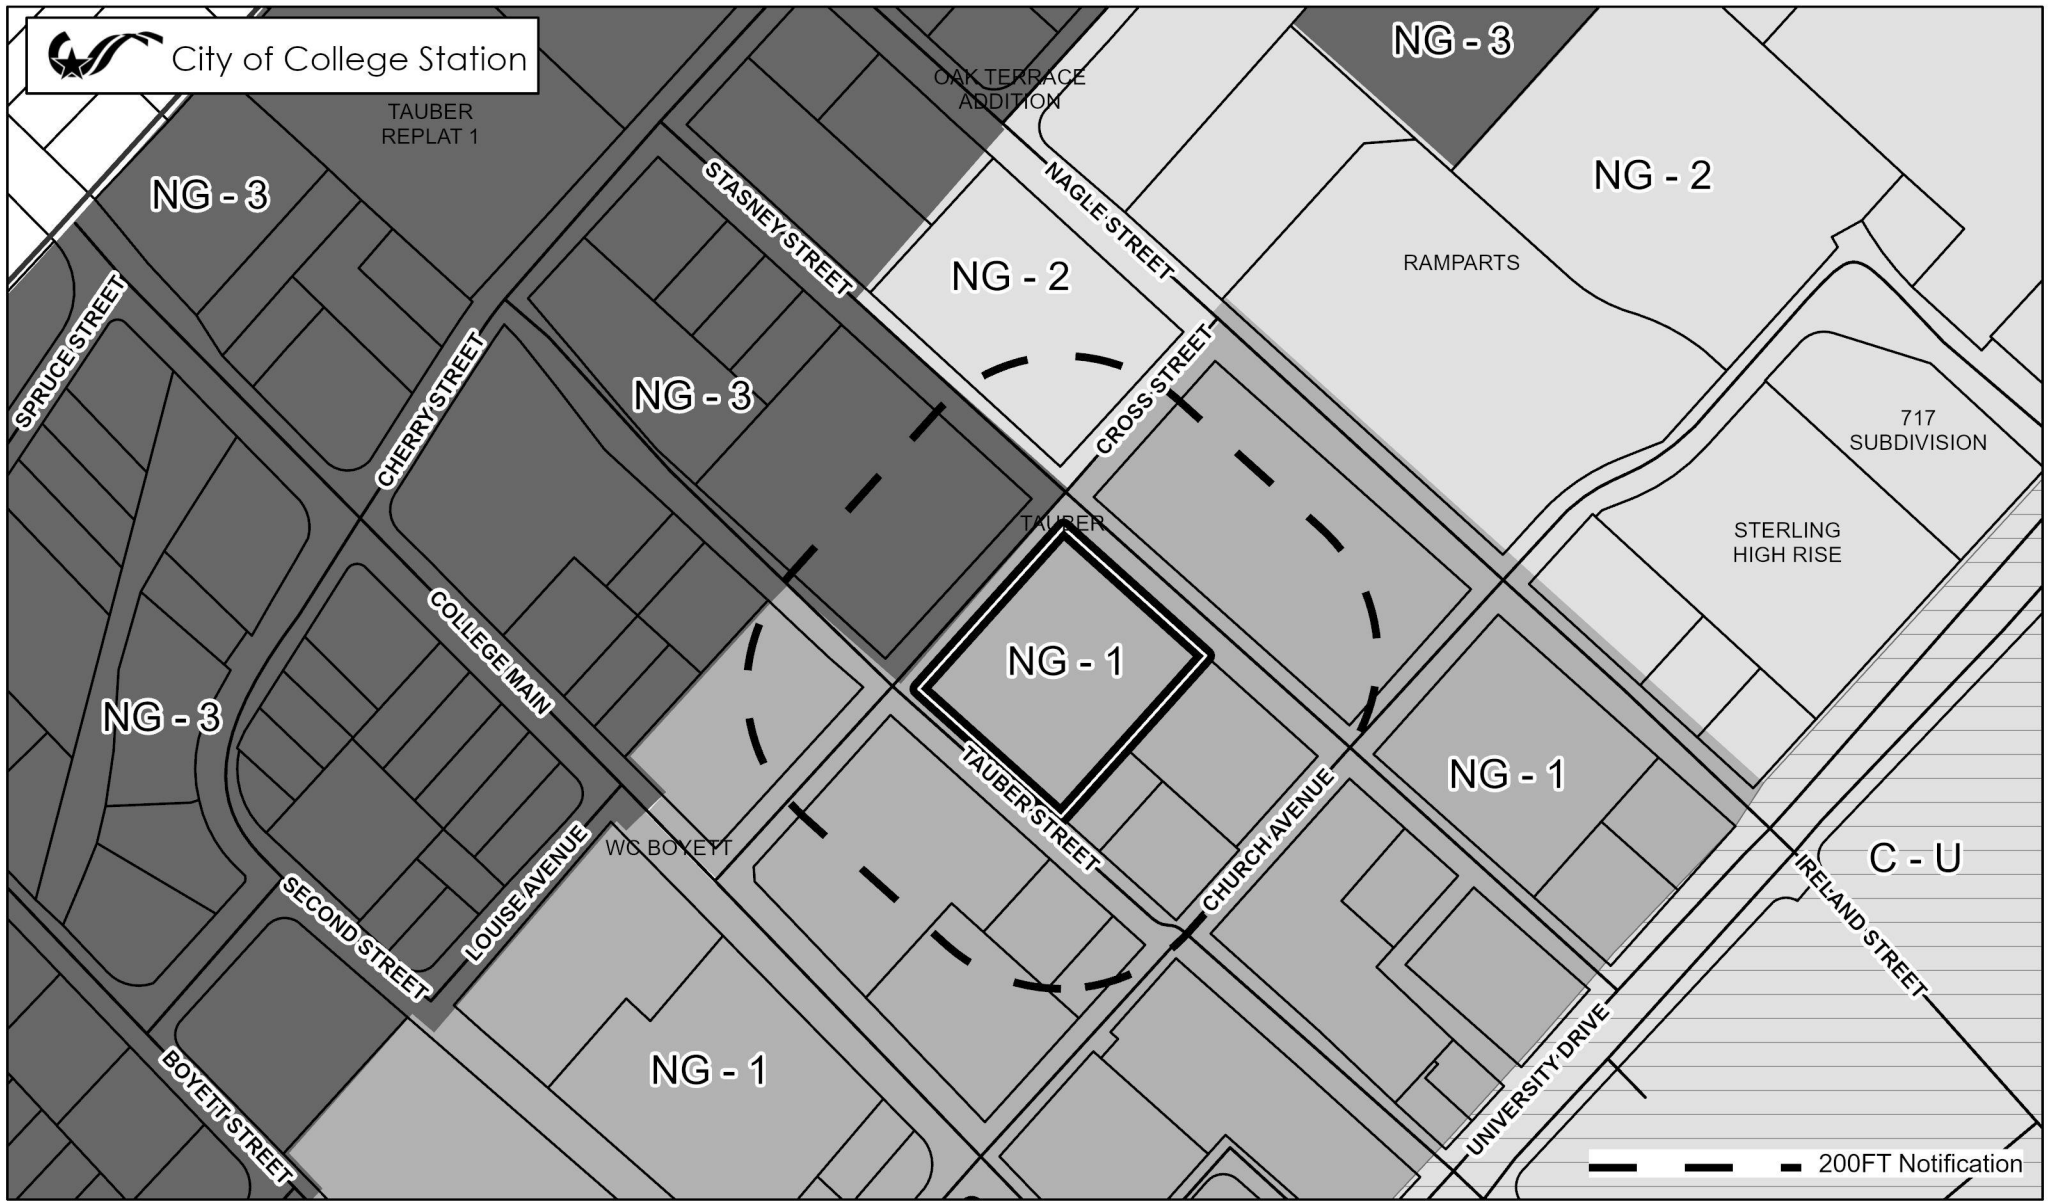 City of College Station
NG - 3
OAK TERRACE
ADDITION
TAUBER
REPLAT 1
NG - 3
NG - 2
STASNEY STREET
NAGLE STREET
NG - 2
RAMPARTS
SPRUCE STREET
CHERRY STREET
NG - 3
CROSS STREET
717
SUBDIVISION
TAUBER
STERLING
HIGH RISE
COLLEGE MAIN
NG - 1
NG - 3
NG - 1
TAUBER STREET
CHURCH AVENUE
WC BOYETT
C - U
SECOND STREET
LOUISE AVENUE
IRELAND STREET
NG - 1
BOYETT STREET
UNIVERSITY DRIVE
200FT Notification